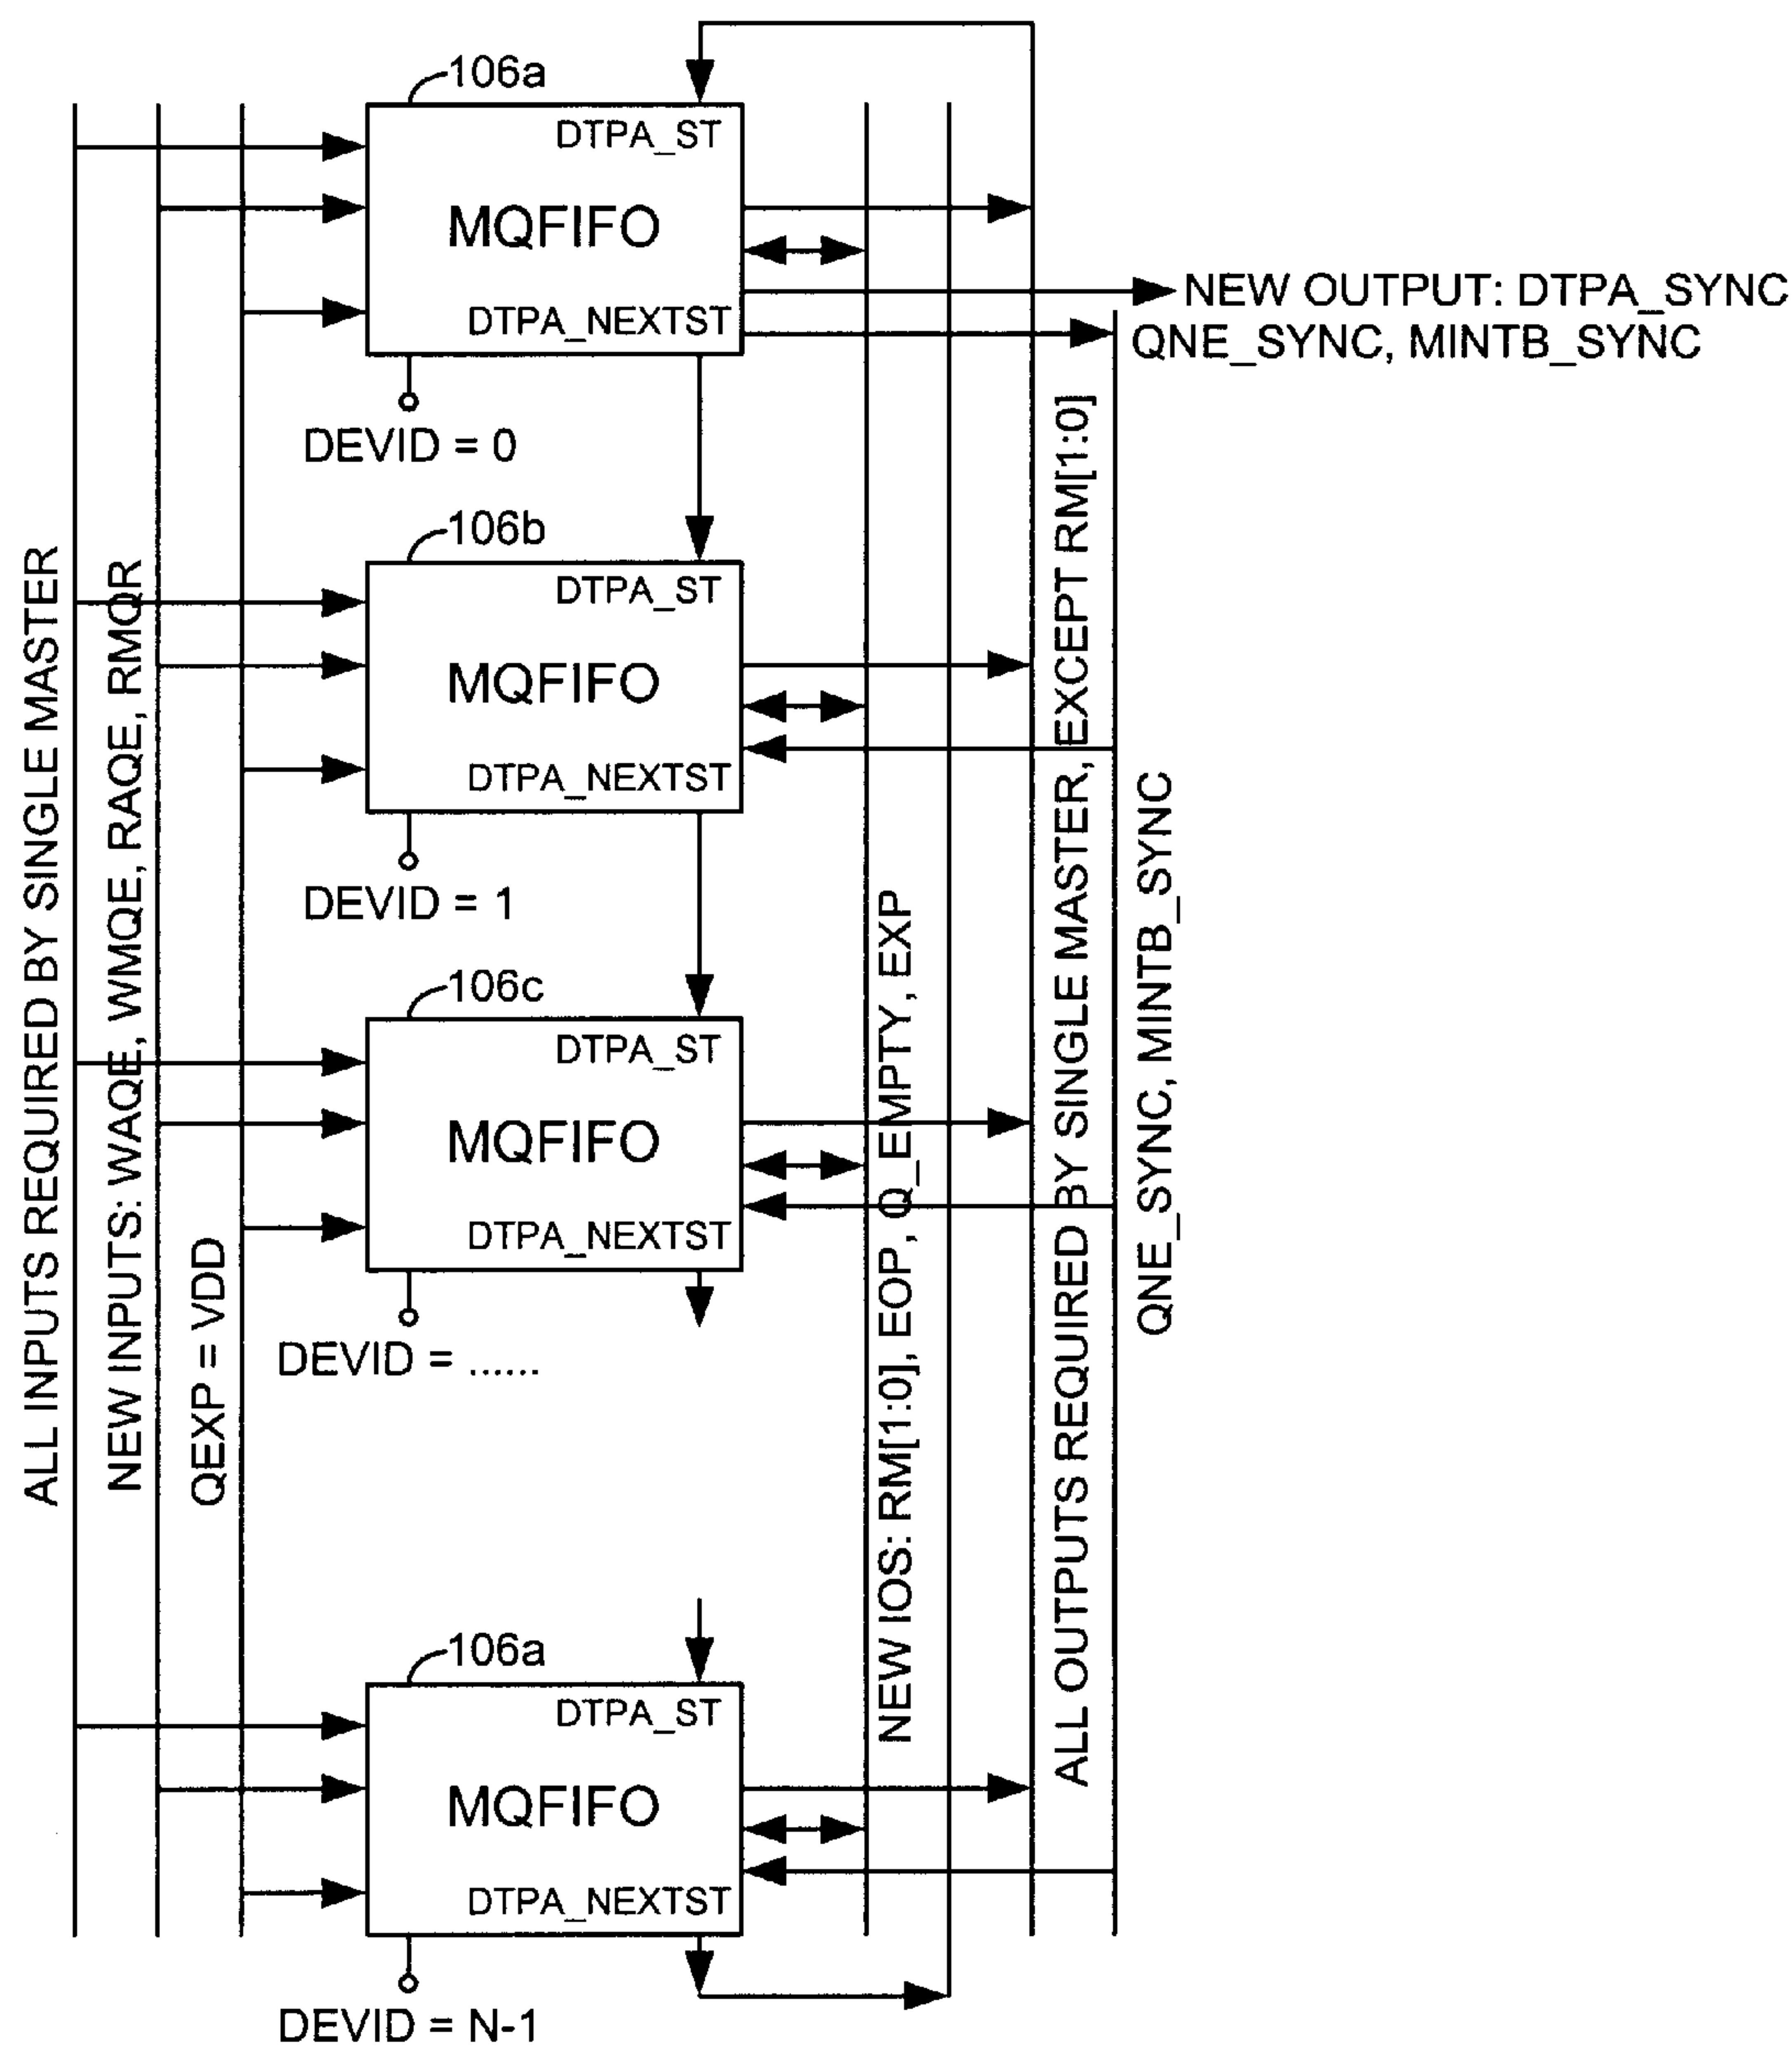 106a
DTPA_ST
MQFIFO
DTPA_NEXTST
DEVID = 0
NEW OUTPUT: DTPA_SYNC
QNE_SYNC, MINTB_SYNC
106b
DTPA_ST
MQFIFO
DTPA_NEXTST
DEVID = 1
106c
DTPA_ST
MQFIFO
DTPA_NEXTST
DEVID = ......
106a
DTPA_ST
MQFIFO
DTPA_NEXTST
DEVID = N-1
ALL INPUTS REQUIRED BY SINGLE MASTER
NEW INPUTS: WAQE, WMQE, RAQE, RMQR
QEXP = VDD
NEW IOS: RM[1:0], EOP, Q_EMPTY, EXP
ALL OUTPUTS REQUIRED BY SINGLE MASTER, EXCEPT RM[1:0]
QNE_SYNC, MINTB_SYNC